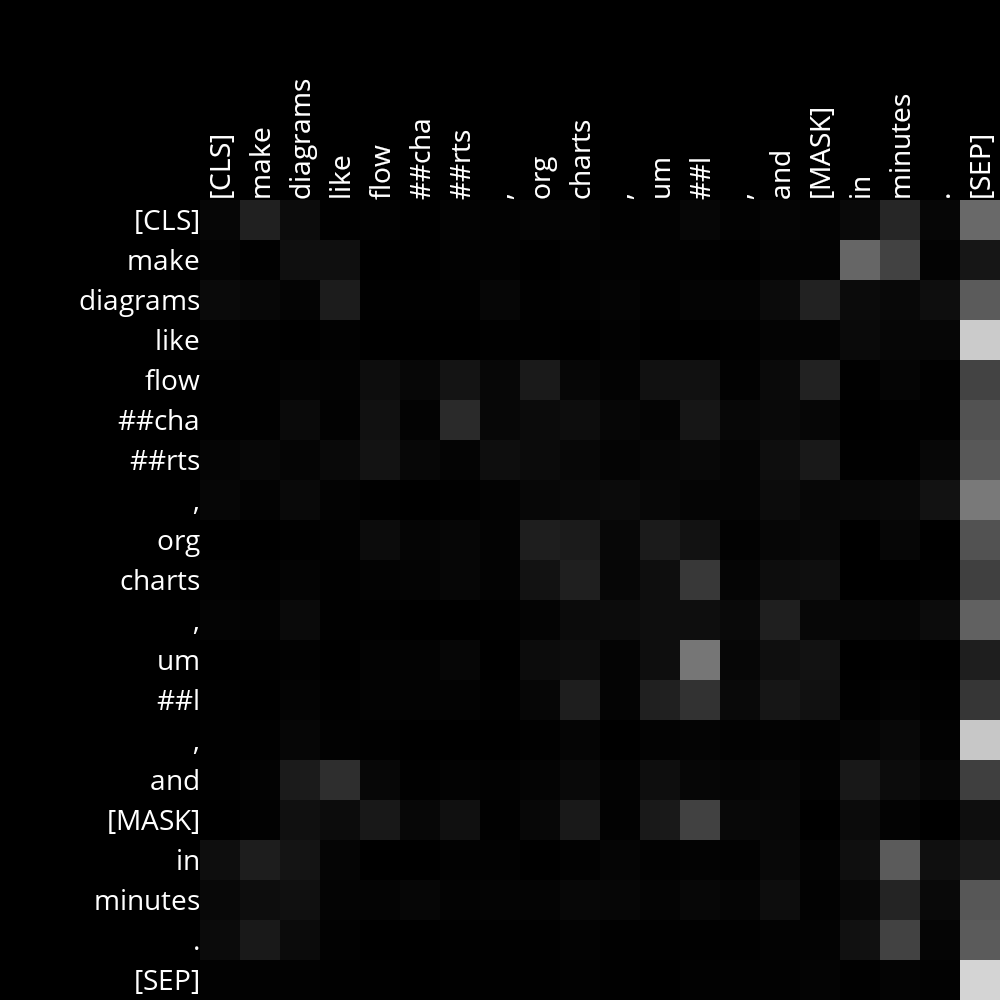 [CLS] make diagrams like flow ##cha ##rts , org charts , um ##l , and [MASK] in minutes . [SEP]
[CLS]
make
diagrams
like
flow
##cha
##rts
,
org
charts
,
um
##l
,
and
[MASK]
in
minutes
.
[SEP]